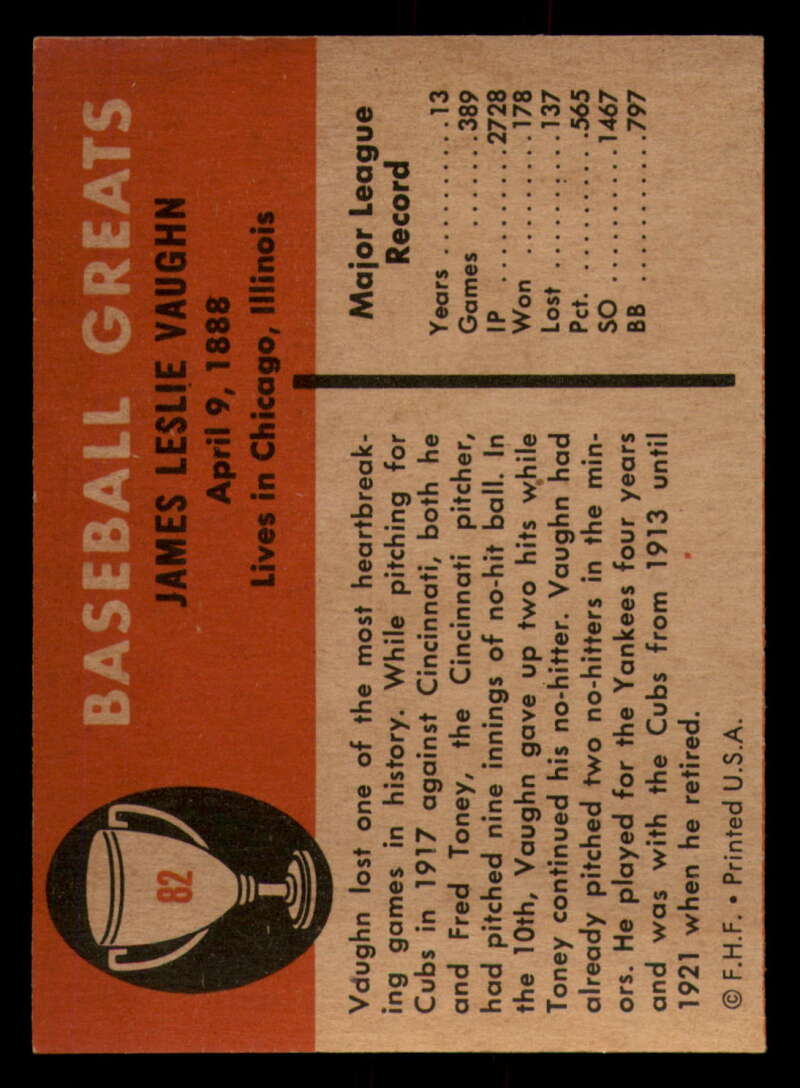 BASEBALL GREATS
82
JAMES LESLIE VAUGHN
April 9, 1888
Lives in Chicago, Illinois
Vaughn lost one of the most heartbreak-
ing games in history. While pitching for
Cubs in 1917 against Cincinnati, both he
and Fred Toney, the Cincinnati pitcher,
had pitched nine innings of no-hit ball. In
the 10th, Vaughn gave up two hits while
Toney continued his no-hitter. Vaughn had
already pitched two no-hitters in the min-
ors. He played for the Yankees four years
and was with the Cubs from 1913 until
1921 when he retired.
© F.H.F. • Printed U.S.A.
Major League
Record
Years ..........13
Games .......389
IP ..........2728
Won .........178
Lost .........137
Pct. .........565
SO .........1467
BB ..........797